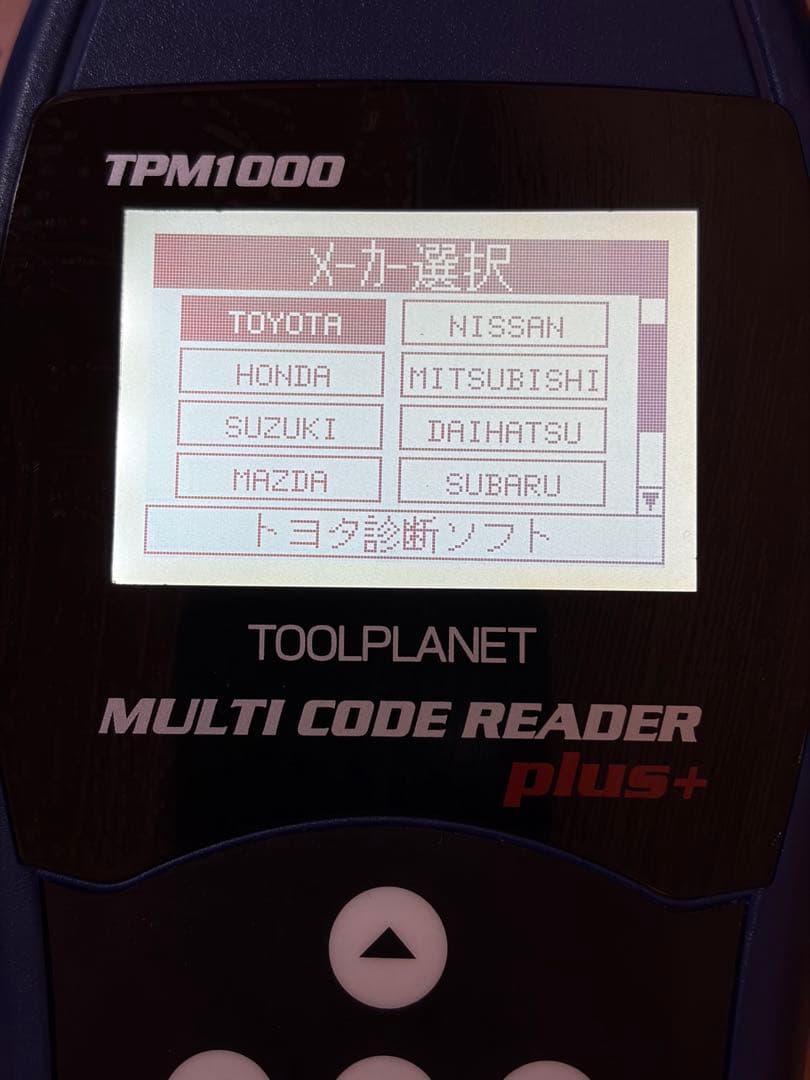 TPM1000
メーカー選択
TOYOTA NISSAN
HONDA MITSUBISHI
SUZUKI DAIHATSU
MAZDA SUBARU
トヨタ診断ソフト
TOOLPLANET
MULTI CODE READER
plus+